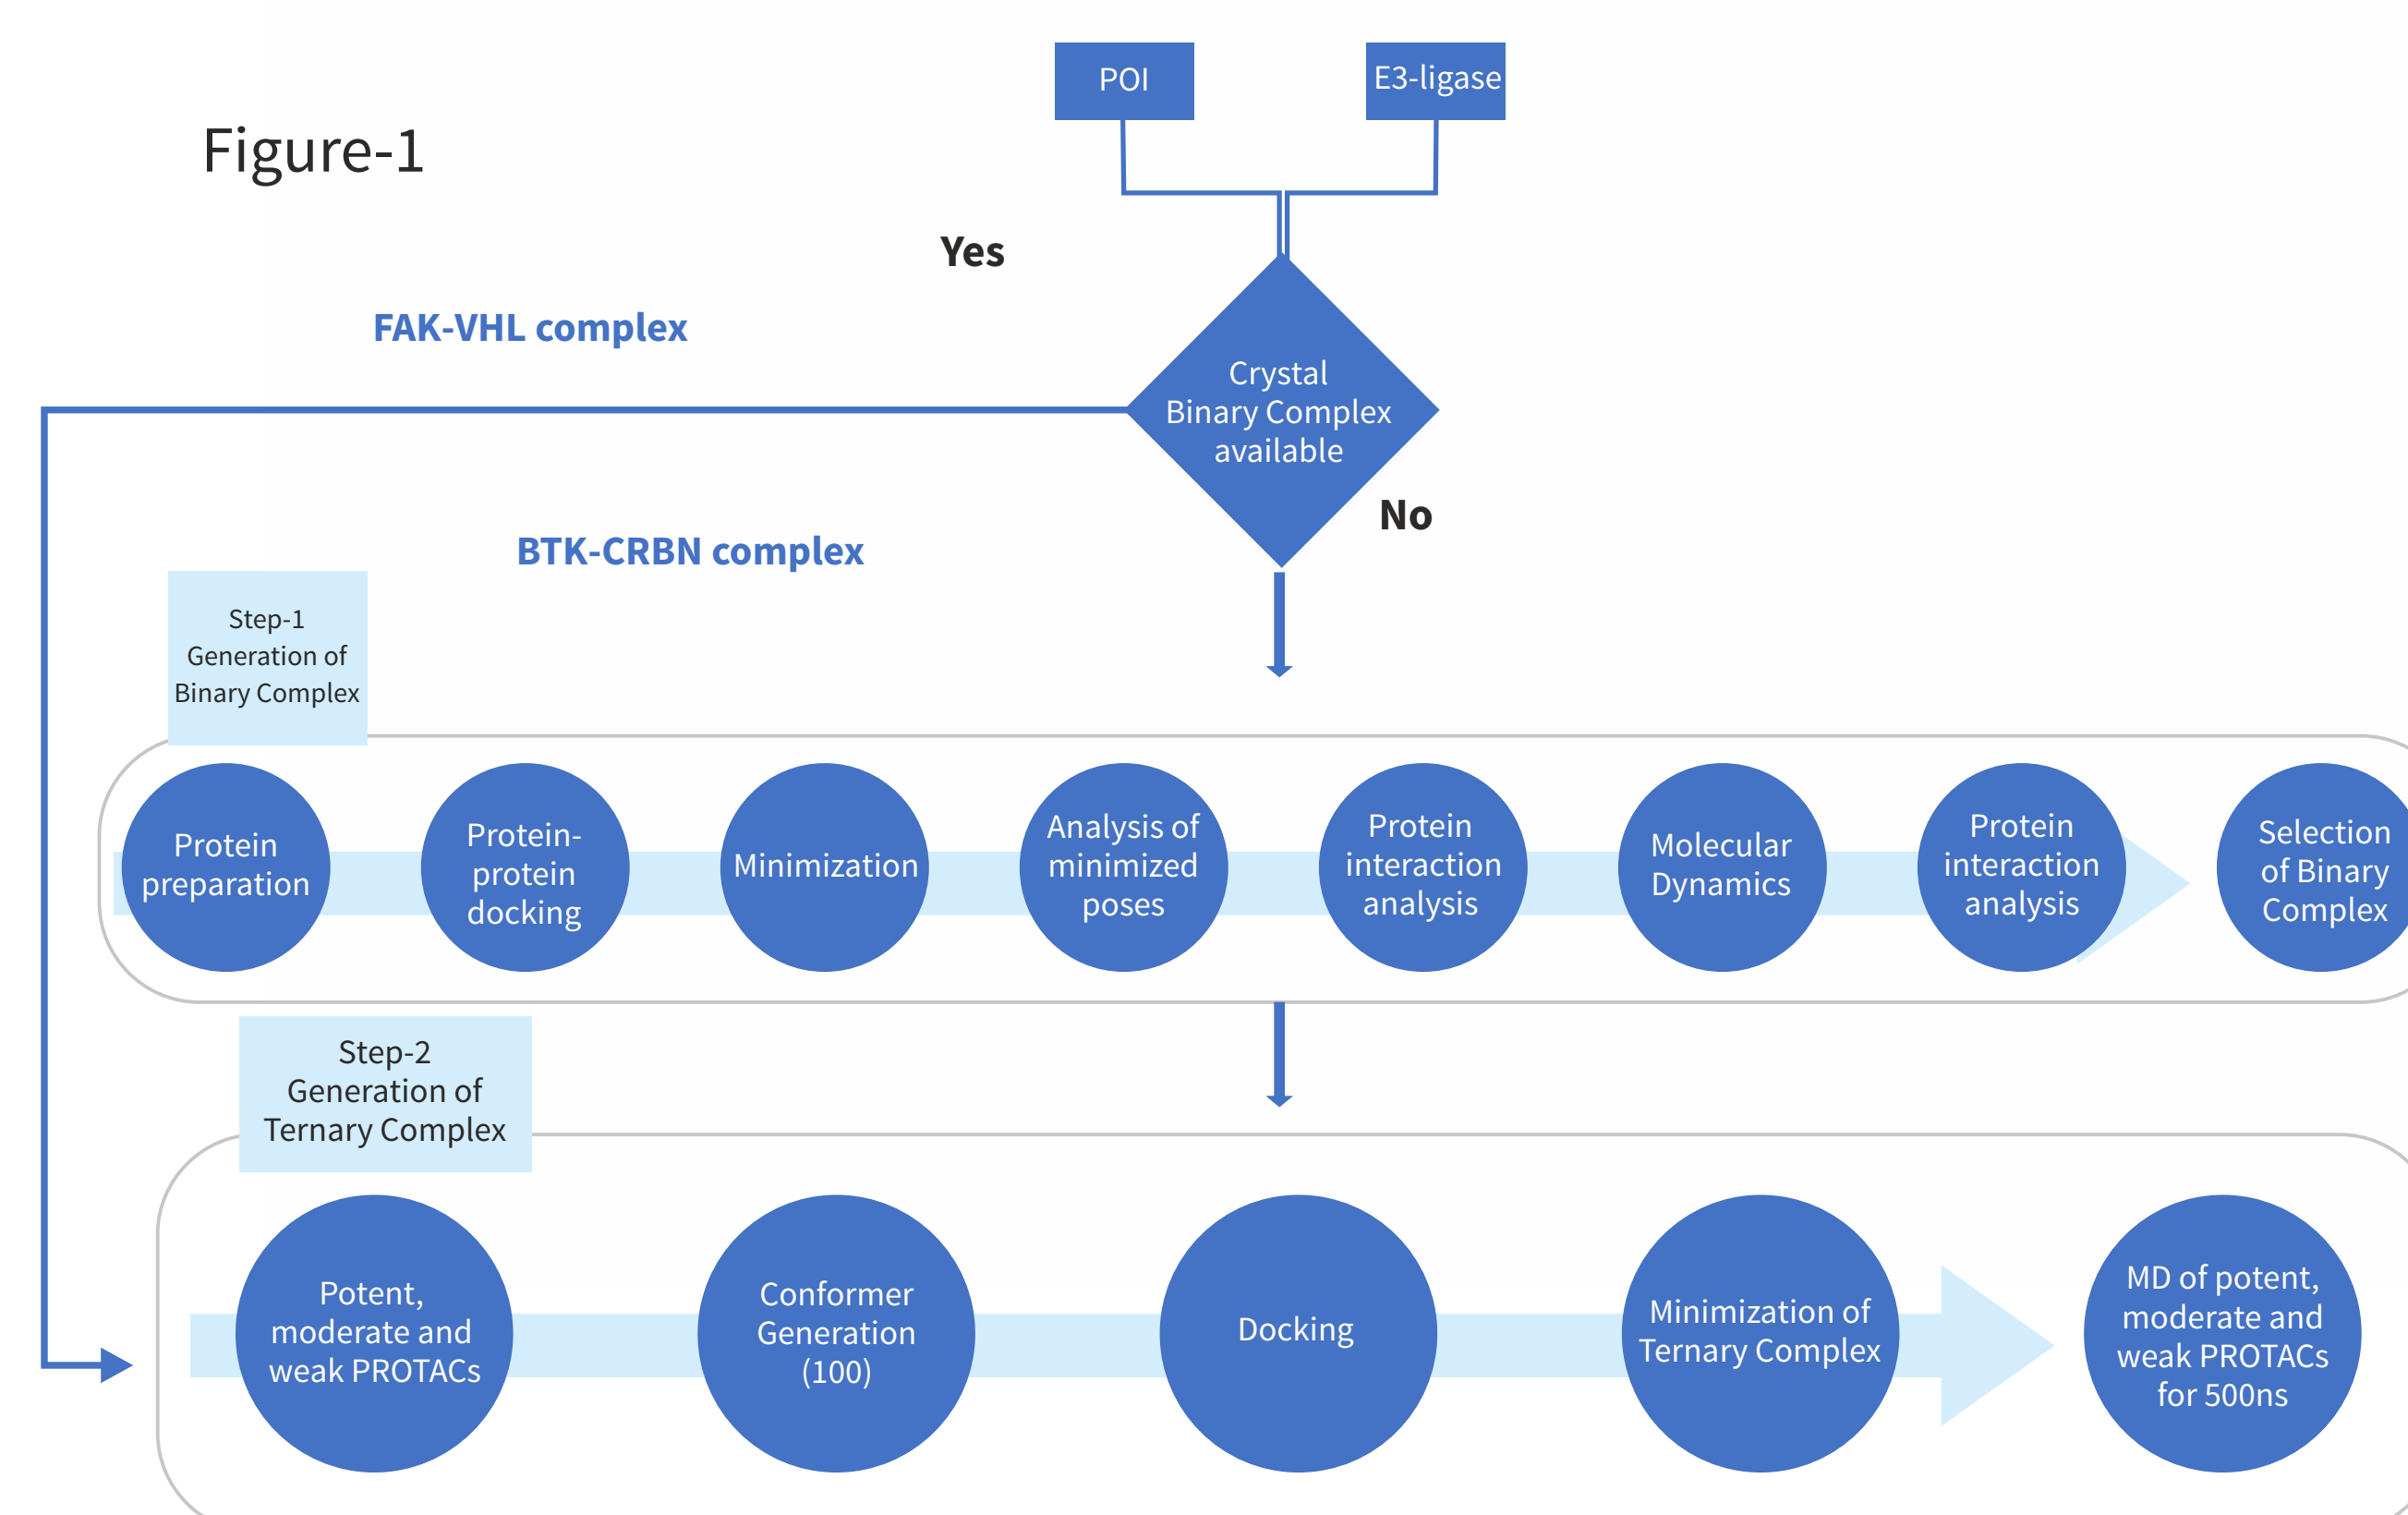 POI
E3-ligase
Figure-1
Yes
FAK-VHL complex
Crystal
Binary Complex
available
No
BTK-CRBN complex
Step-1
Generation of
Binary Complex
Protein
preparation
Protein-
protein
docking
Minimization
Analysis of
minimized
poses
Protein
interaction
analysis
Molecular
Dynamics
Protein
interaction
analysis
Selection
of Binary
Complex
Step-2
Generation of
Ternary Complex
Potent,
moderate and
weak PROTACs
Conformer
Generation
(100)
Docking
Minimization of
Ternary Complex
MD of potent,
moderate and
weak PROTACs
for 500ns